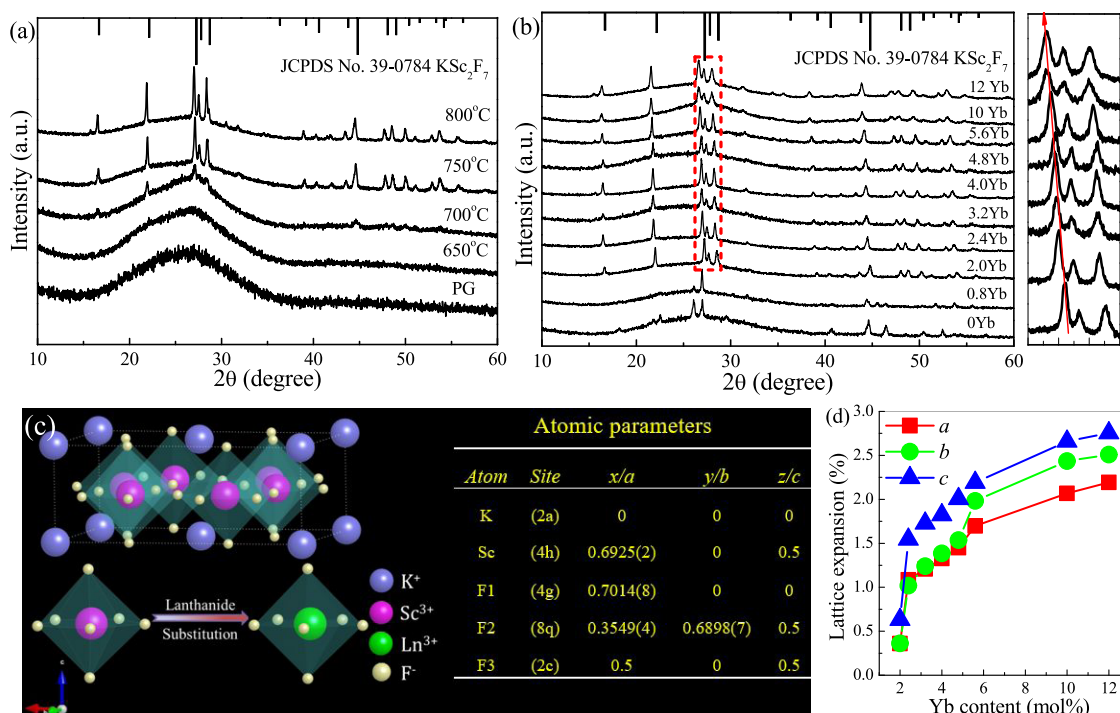 (a)
JCPDS No. 39-0784 KSc₂F₇
800°C
750°C
700°C
650°C
PG
Intensity (a.u.)
10 20 30 40 50 60
2θ (degree)
(b)
JCPDS No. 39-0784 KSc₂F₇
12 Yb
10 Yb
5.6Yb
4.8Yb
4.0Yb
3.2Yb
2.4Yb
2.0Yb
0.8Yb
0Yb
Intensity (a.u.)
10 20 30 40 50 60
2θ (degree)
(c)
c
Lanthanide
Substitution
K⁺
Sc³⁺
Ln³⁺
F⁻
Atomic parameters
Atom Site x/a y/b z/c
K (2a) 0 0 0
Sc (4h) 0.6925(2) 0 0.5
F1 (4g) 0.7014(8) 0 0
F2 (8q) 0.3549(4) 0.6898(7) 0.5
F3 (2c) 0.5 0 0.5
(d)
a
b
c
Lattice expansion (%)
3.0
2.5
2.0
1.5
1.0
0.5
0.0
2 4 6 8 10 12
Yb content (mol%)